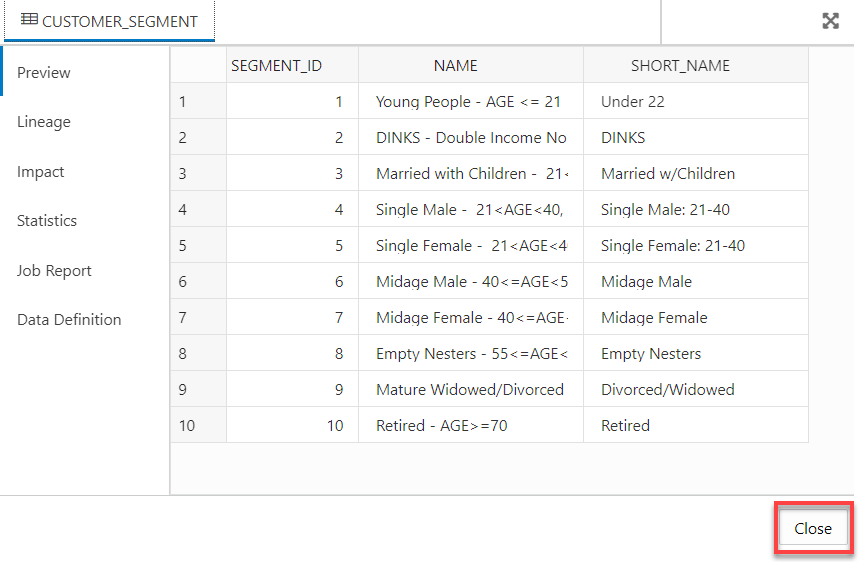 CUSTOMER_SEGMENT
Preview
Lineage
Impact
Statistics
Job Report
Data Definition
SEGMENT_ID NAME SHORT_NAME
1 1 Young People - AGE <= 21 Under 22
2 2 DINKS - Double Income No DINKS
3 3 Married with Children - 21< Married w/Children
4 4 Single Male - 21<AGE<40, Single Male: 21-40
5 5 Single Female - 21<AGE<4 Single Female: 21-40
6 6 Midage Male - 40<=AGE<5 Midage Male
7 7 Midage Female - 40<=AGE Midage Female
8 8 Empty Nesters - 55<=AGE< Empty Nesters
9 9 Mature Widowed/Divorced Divorced/Widowed
10 10 Retired - AGE>=70 Retired
Close